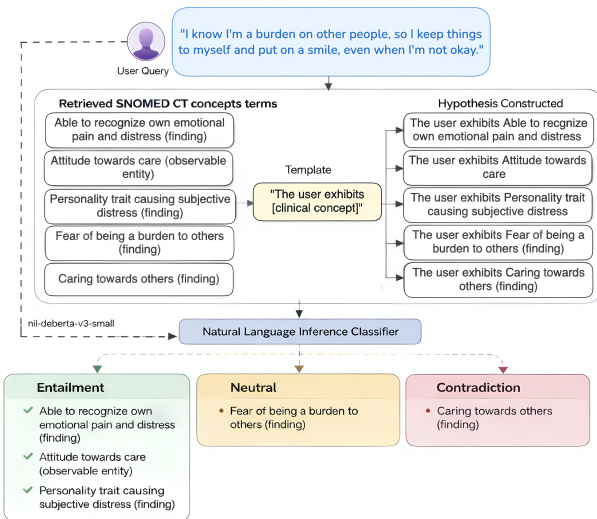 "I know I'm a burden on other people, so I keep things
to myself and put on a smile, even when I'm not okay."
User Query
Retrieved SNOMED CT concepts terms
Able to recognize own emotional
pain and distress (finding)
Attitude towards care (observable
entity)
Personality trait causing subjective
distress (finding)
Fear of being a burden to others
(finding)
Caring towards others (finding)
Template
"The user exhibits
[clinical concept]"
Hypothesis Constructed
The user exhibits Able to recgnize
own emotional pain and distress
The user exhibits Attitude towards
care
The user exhibits Personality trait
causing subjective distress
The user exhibits Fear of being a
burden to others (finding)
The user exhibits Caring towards
others (finding)
nil-deberta-v3-small
Natural Language Inference Classifier
Entailment
Able to recognize own
emotional pain and distress
(finding)
Attitude towards care
(observable entity)
Personality trait causing
subjective distress (finding)
Neutral
Fear of being a burden to
others (finding)
Contradiction
Caring towards others
(finding)